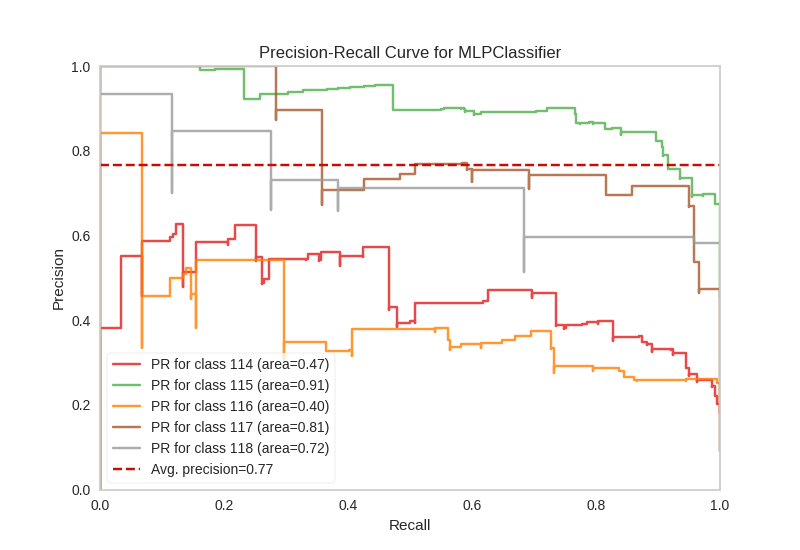 Precision-Recall Curve for MLPClassifier
1.0
0.8
0.6
0.4
0.2
0.0
Precision
PR for class 114 (area=0.47)
PR for class 115 (area=0.91)
PR for class 116 (area=0.40)
PR for class 117 (area=0.81)
PR for class 118 (area=0.72)
Avg. precision=0.77
0.0 0.2 0.4 0.6 0.8 1.0
Recall